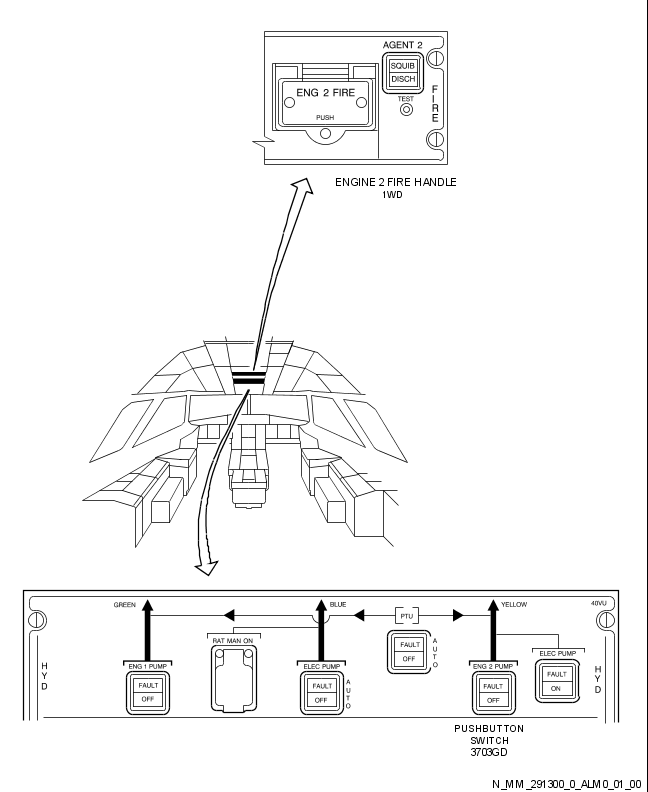 AGENT 2
SQUIB
DISCH
TEST
ENG 2 FIRE
PUSH
FIRE
ENGINE 2 FIRE HANDLE
1WD
GREEN
BLUE
PTU
YELLOW
40VU
RAT MAN ON
FAULT
OFF
AUTO
ELEC PUMP
FAULT
ON
HYD
ENG 1 PUMP
FAULT
OFF
ELEC PUMP
FAULT
OFF
AUTO
ENG 2 PUMP
FAULT
OFF
HYD
PUSHBUTTON
SWITCH
3703GD
N_MM_291300_0_ALM0_01_00